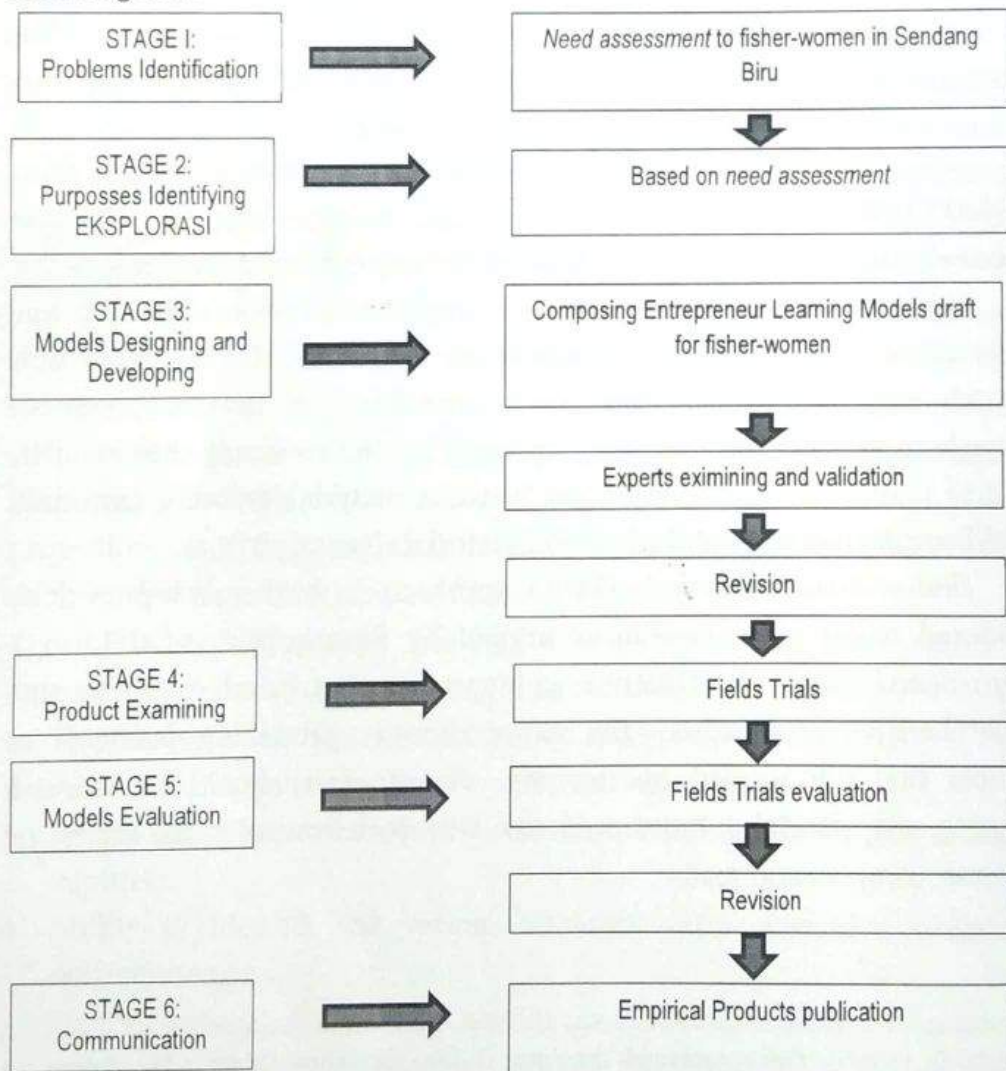 STAGE I:
Problems Identification
Need assessment to fisher-women in Sendang
Biru
STAGE 2:
Purposses Identifying
EKSPLORASI
Based on need assessment
STAGE 3:
Models Designing and
Developing
Composing Entrepreneur Learning Models draft
for fisher-women
Experts eximining and validation
Revision
STAGE 4:
Product Examining
Fields Trials
STAGE 5:
Models Evaluation
Fields Trials evaluation
Revision
STAGE 6:
Communication
Empirical Products publication